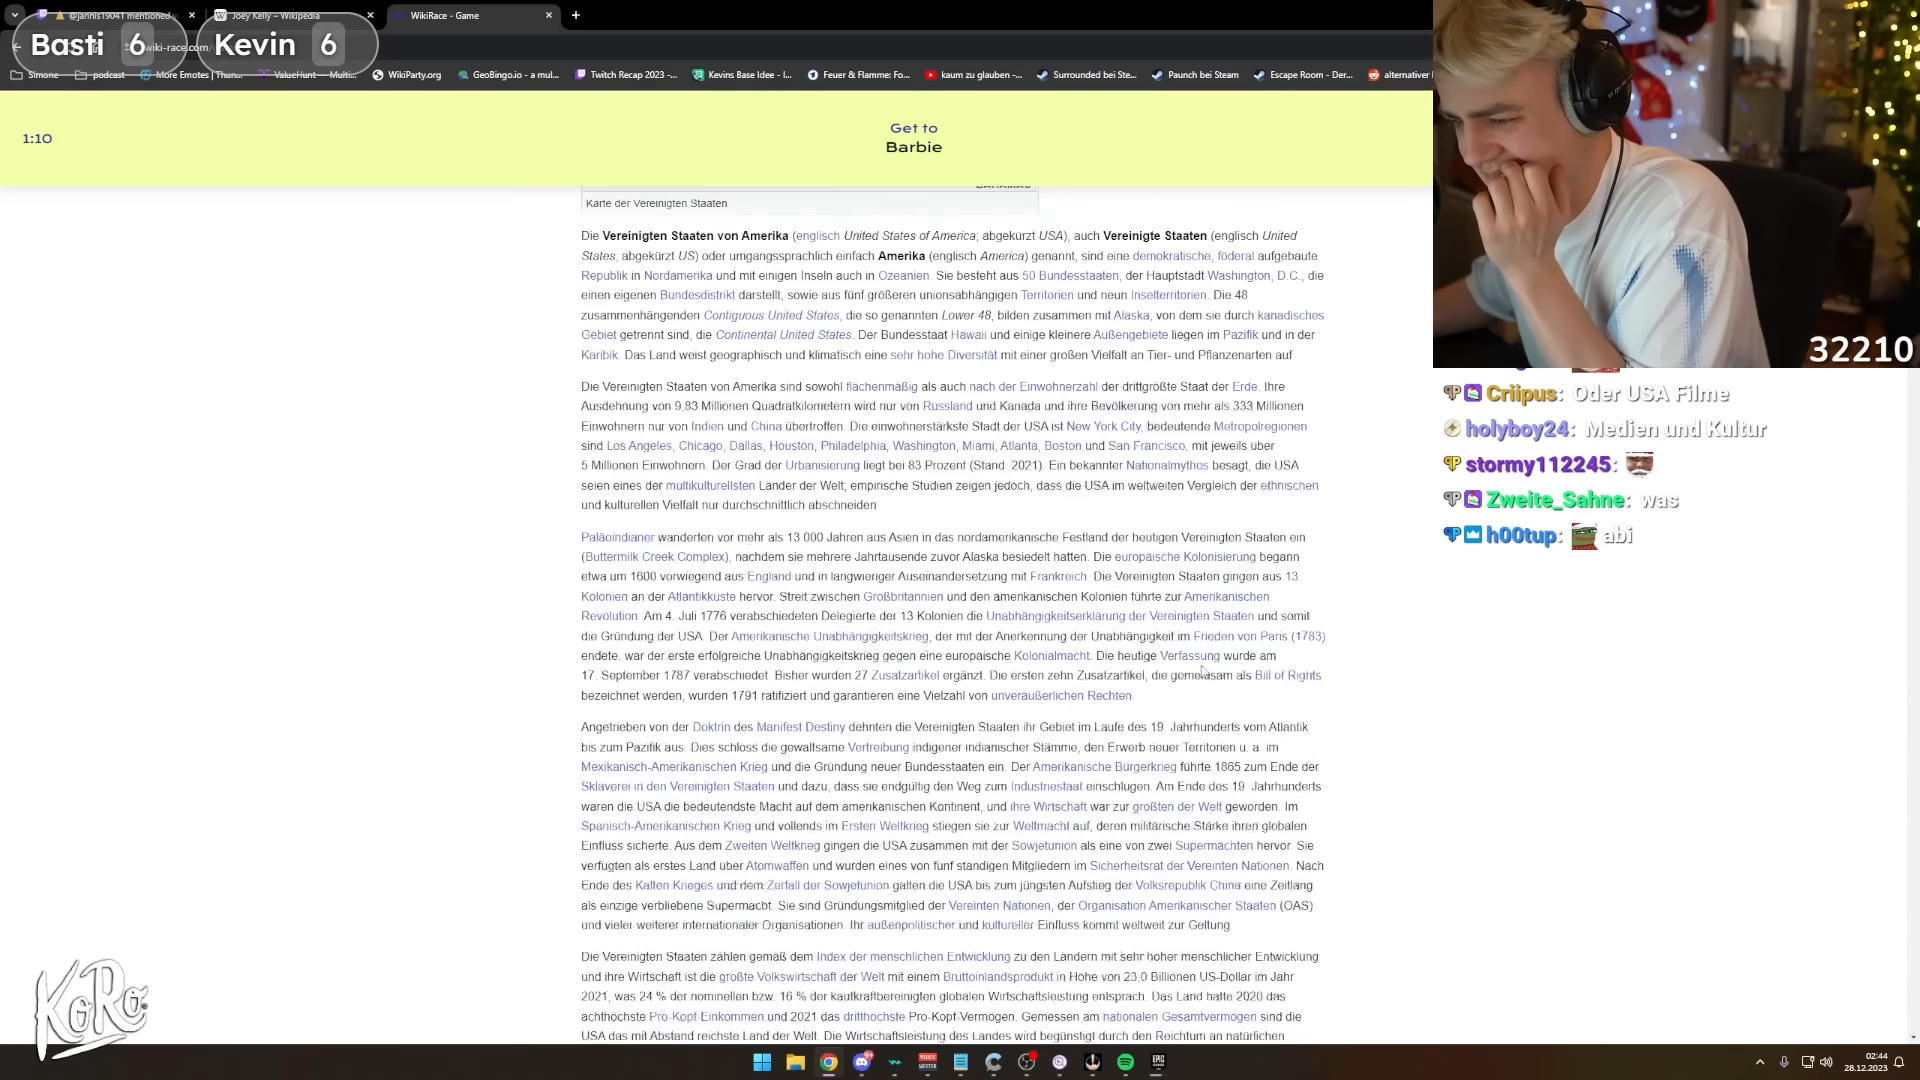 @jannis19041 mentioned
Joey Kelly – Wikipedia
WikiRace - Game
Basti 6
Kevin 6
wiki-race.com/
Simone
podcast
More Emotes | Thun...
ValueHunt — Multi...
WikiParty.org
GeoBingo.io - a mul...
Twitch Recap 2023 -...
Kevins Base Idee - I...
Feuer & Flamme: Fo...
kaum zu glauben -...
Surrounded bei Ste...
Paunch bei Steam
Escape Room - Der...
alternativer
1:10
Get to
Barbie
BAHAMAS
Karte der Vereinigten Staaten
Die Vereinigten Staaten von Amerika (englisch United States of America; abgekürzt USA), auch Vereinigte Staaten (englisch United
States, abgekürzt US) oder umgangssprachlich einfach Amerika (englisch America) genannt, sind eine demokratische, föderal aufgebaute
Republik in Nordamerika und mit einigen Inseln auch in Ozeanien. Sie besteht aus 50 Bundesstaaten, der Hauptstadt Washington, D.C., die
einen eigenen Bundesdistrikt darstellt, sowie aus fünf größeren unionsabhängigen Territorien und neun Inselterritorien. Die 48
zusammenhängenden Contiguous United States, die so genannten Lower 48, bilden zusammen mit Alaska, von dem sie durch kanadisches
Gebiet getrennt sind, die Continental United States. Der Bundesstaat Hawaii und einige kleinere Außengebiete liegen im Pazifik und in der
Karibik. Das Land weist geographisch und klimatisch eine sehr hohe Diversität mit einer großen Vielfalt an Tier- und Pflanzenarten auf
Die Vereinigten Staaten von Amerika sind sowohl flächenmäßig als auch nach der Einwohnerzahl der drittgrößte Staat der Erde. Ihre
Ausdehnung von 9,83 Millionen Quadratkilometern wird nur von Russland und Kanada und ihre Bevölkerung von mehr als 333 Millionen
Einwohnern nur von Indien und China übertroffen. Die einwohnerstärkste Stadt der USA ist New York City, bedeutende Metropolregionen
sind Los Angeles, Chicago, Dallas, Houston, Philadelphia, Washington, Miami, Atlanta, Boston und San Francisco, mit jeweils über
5 Millionen Einwohnern. Der Grad der Urbanisierung liegt bei 83 Prozent (Stand 2021). Ein bekannter Nationalmythos besagt, die USA
seien eines der multikulturellsten Länder der Welt; empirische Studien zeigen jedoch, dass die USA im weltweiten Vergleich der ethnischen
und kulturellen Vielfalt nur durchschnittlich abschneiden
Paläoindianer wanderten vor mehr als 13 000 Jahren aus Asien in das nordamerikanische Festland der heutigen Vereinigten Staaten ein
(Buttermilk Creek Complex), nachdem sie mehrere Jahrtausende zuvor Alaska besiedelt hatten. Die europäische Kolonisierung begann
etwa um 1600 vorwiegend aus England und in langwieriger Auseinandersetzung mit Frankreich. Die Vereinigten Staaten gingen aus 13
Kolonien an der Atlantikküste hervor. Streit zwischen Großbritannien und den amerikanischen Kolonien führte zur Amerikanischen
Revolution. Am 4. Juli 1776 verabschiedeten Delegierte der 13 Kolonien die Unabhängigkeitserklärung der Vereinigten Staaten und somit
die Gründung der USA. Der Amerikanische Unabhängigkeitskrieg, der mit der Anerkennung der Unabhängigkeit im Frieden von Paris (1783)
endete, war der erste erfolgreiche Unabhängigkeitskrieg gegen eine europäische Kolonialmacht. Die heutige Verfassung wurde am
17. September 1787 verabschiedet. Bisher wurden 27 Zusatzartikel ergänzt. Die ersten zehn Zusatzartikel, die gemeinsam als Bill of Rights
bezeichnet werden, wurden 1791 ratifiziert und garantieren eine Vielzahl von unveräußerlichen Rechten.
Angetrieben von der Doktrin des Manifest Destiny dehnten die Vereinigten Staaten ihr Gebiet im Laufe des 19. Jahrhunderts vom Atlantik
bis zum Pazifik aus. Dies schloss die gewaltsame Vertreibung indigener indianischer Stämme, den Erwerb neuer Territorien u. a. im
Mexikanisch-Amerikanischen Krieg und die Gründung neuer Bundesstaaten ein. Der Amerikanische Bürgerkrieg führte 1865 zum Ende der
Sklaverei in den Vereinigten Staaten und dazu, dass sie endgültig den Weg zum Industriestaat einschlugen. Am Ende des 19. Jahrhunderts
waren die USA die bedeutendste Macht auf dem amerikanischen Kontinent, und ihre Wirtschaft war zur größten der Welt geworden. Im
Spanisch-Amerikanischen Krieg und vollends im Ersten Weltkrieg stiegen sie zur Weltmacht auf, deren militärische Stärke ihren globalen
Einfluss sicherte. Aus dem Zweiten Weltkrieg gingen die USA zusammen mit der Sowjetunion als eine von zwei Supermächten hervor. Sie
verfügten als erstes Land über Atomwaffen und wurden eines von fünf ständigen Mitgliedern im Sicherheitsrat der Vereinten Nationen. Nach
Ende des Kalten Krieges und dem Zerfall der Sowjetunion galten die USA bis zum jüngsten Aufstieg der Volksrepublik China eine Zeitlang
als einzige verbliebene Supermacht. Sie sind Gründungsmitglied der Vereinten Nationen, der Organisation Amerikanischer Staaten (OAS)
und vieler weiterer internationaler Organisationen. Ihr außenpolitischer und kultureller Einfluss kommt weltweit zur Geltung
Die Vereinigten Staaten zählen gemäß dem Index der menschlichen Entwicklung zu den Ländern mit sehr hoher menschlicher Entwicklung
und ihre Wirtschaft ist die größte Volkswirtschaft der Welt mit einem Bruttoinlandsprodukt in Höhe von 23,0 Billionen US-Dollar im Jahr
2021, was 24 % der nominellen bzw. 16 % der kaufkraftbereinigten globalen Wirtschaftsleistung entsprach. Das Land hatte 2020 das
achthöchste Pro-Kopf-Einkommen und 2021 das dritthöchste Pro-Kopf-Vermögen. Gemessen am nationalen Gesamtvermögen sind die
USA das mit Abstand reichste Land der Welt. Die Wirtschaftsleistung des Landes wird begünstigt durch den Reichtum an natürlichen
32210
Criipus: Oder USA Filme
holyboy24: Medien und Kultur
stormy112245:
Zweite_Sahne: was
h00tup: abi
KoRo
02:44
28.12.2023